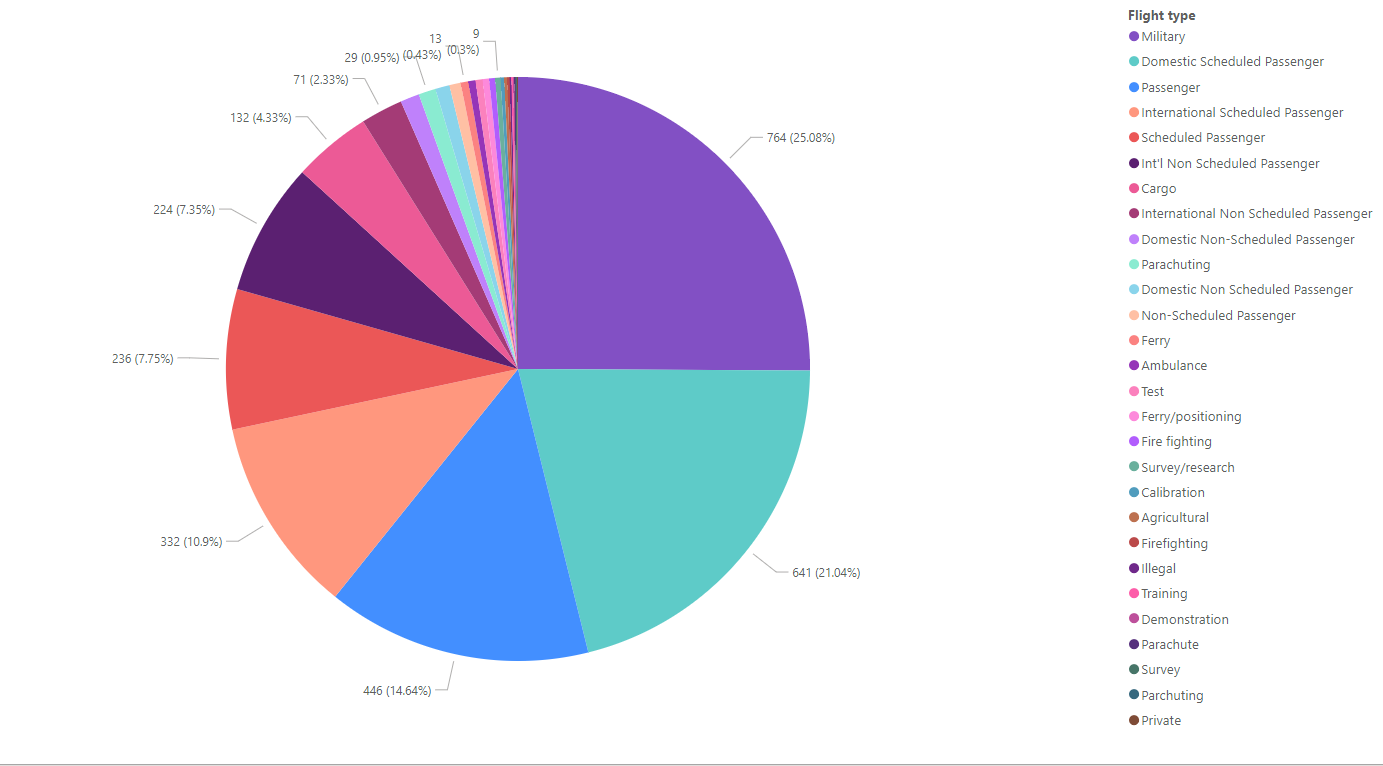 Flight type
Military
Domestic Scheduled Passenger
Passenger
International Scheduled Passenger
Scheduled Passenger
Int'l Non Scheduled Passenger
Cargo
International Non Scheduled Passenger
Domestic Non-Scheduled Passenger
Parachuting
Domestic Non Scheduled Passenger
Non-Scheduled Passenger
Ferry
Ambulance
Test
Ferry/positioning
Fire fighting
Survey/research
Calibration
Agricultural
Firefighting
Illegal
Training
Demonstration
Parachute
Survey
Parchuting
Private
764 (25.08%)
641 (21.04%)
446 (14.64%)
332 (10.9%)
236 (7.75%)
224 (7.35%)
132 (4.33%)
71 (2.33%)
29 (0.95%)
13
(0.43%)
(0.3%)
9